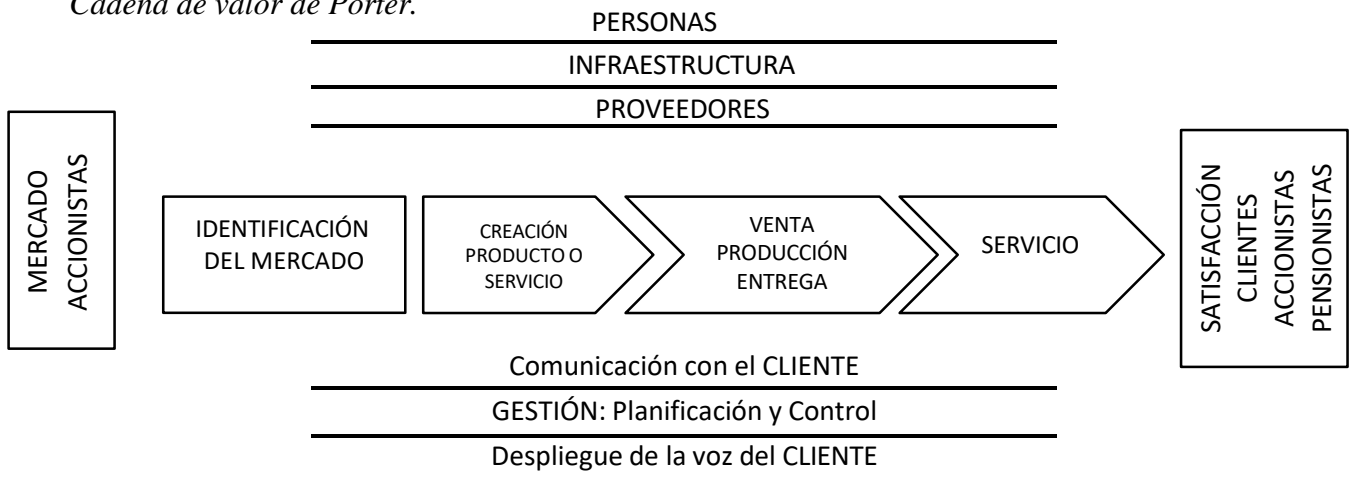 Cadena de valor de Porter.
PERSONAS
INFRAESTRUCTURA
PROVEEDORES
MERCADO
ACCIONISTAS
IDENTIFICACIÓN
DEL MERCADO
CREACIÓN
PRODUCTO O
SERVICIO
VENTA
PRODUCCIÓN
ENTREGA
SERVICIO
SATISFACCIÓN
CLIENTES
ACCIONISTAS
PENSIONISTAS
Comunicación con el CLIENTE
GESTIÓN: Planificación y Control
Despliegue de la voz del CLIENTE